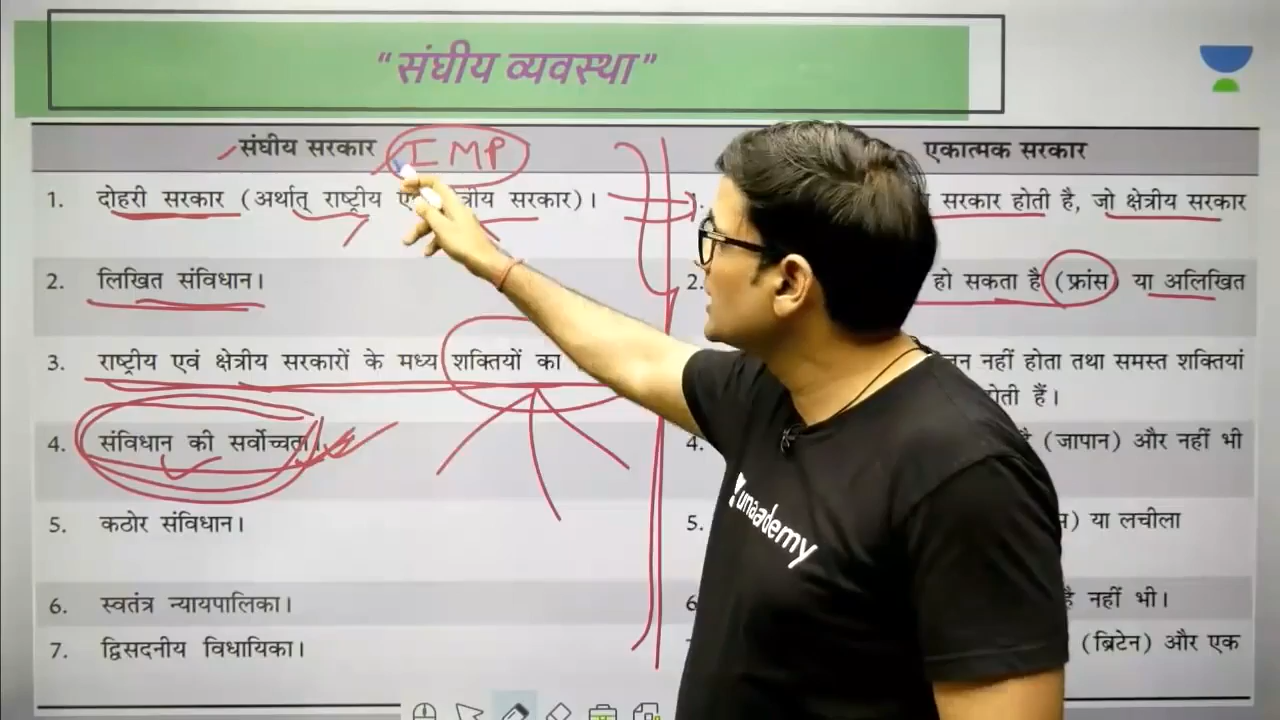 “संघीय व्यवस्था”
संघीय सरकार IMP
एकात्मक सरकार
1. दोहरी सरकार (अर्थात् राष्ट्रीय सरकार)।
सरकार होती है, जो क्षेत्रीय सरकार
2. लिखित संविधान।
2. हो सकता है (फ्रांस) या अलिखित
3. राष्ट्रीय एवं क्षेत्रीय सरकारों के मध्य शक्तियों का
नहीं होता तथा समस्त शक्तियां
हैं।
4. संविधान की सर्वोच्चता।
4. (जापान) और नहीं भी
5. कठोर संविधान।
5. या लचीला
6. स्वतंत्र न्यायपालिका।
6 नहीं भी।
7. द्विसदनीय विधायिका।
(ब्रिटेन) और एक
unacademy